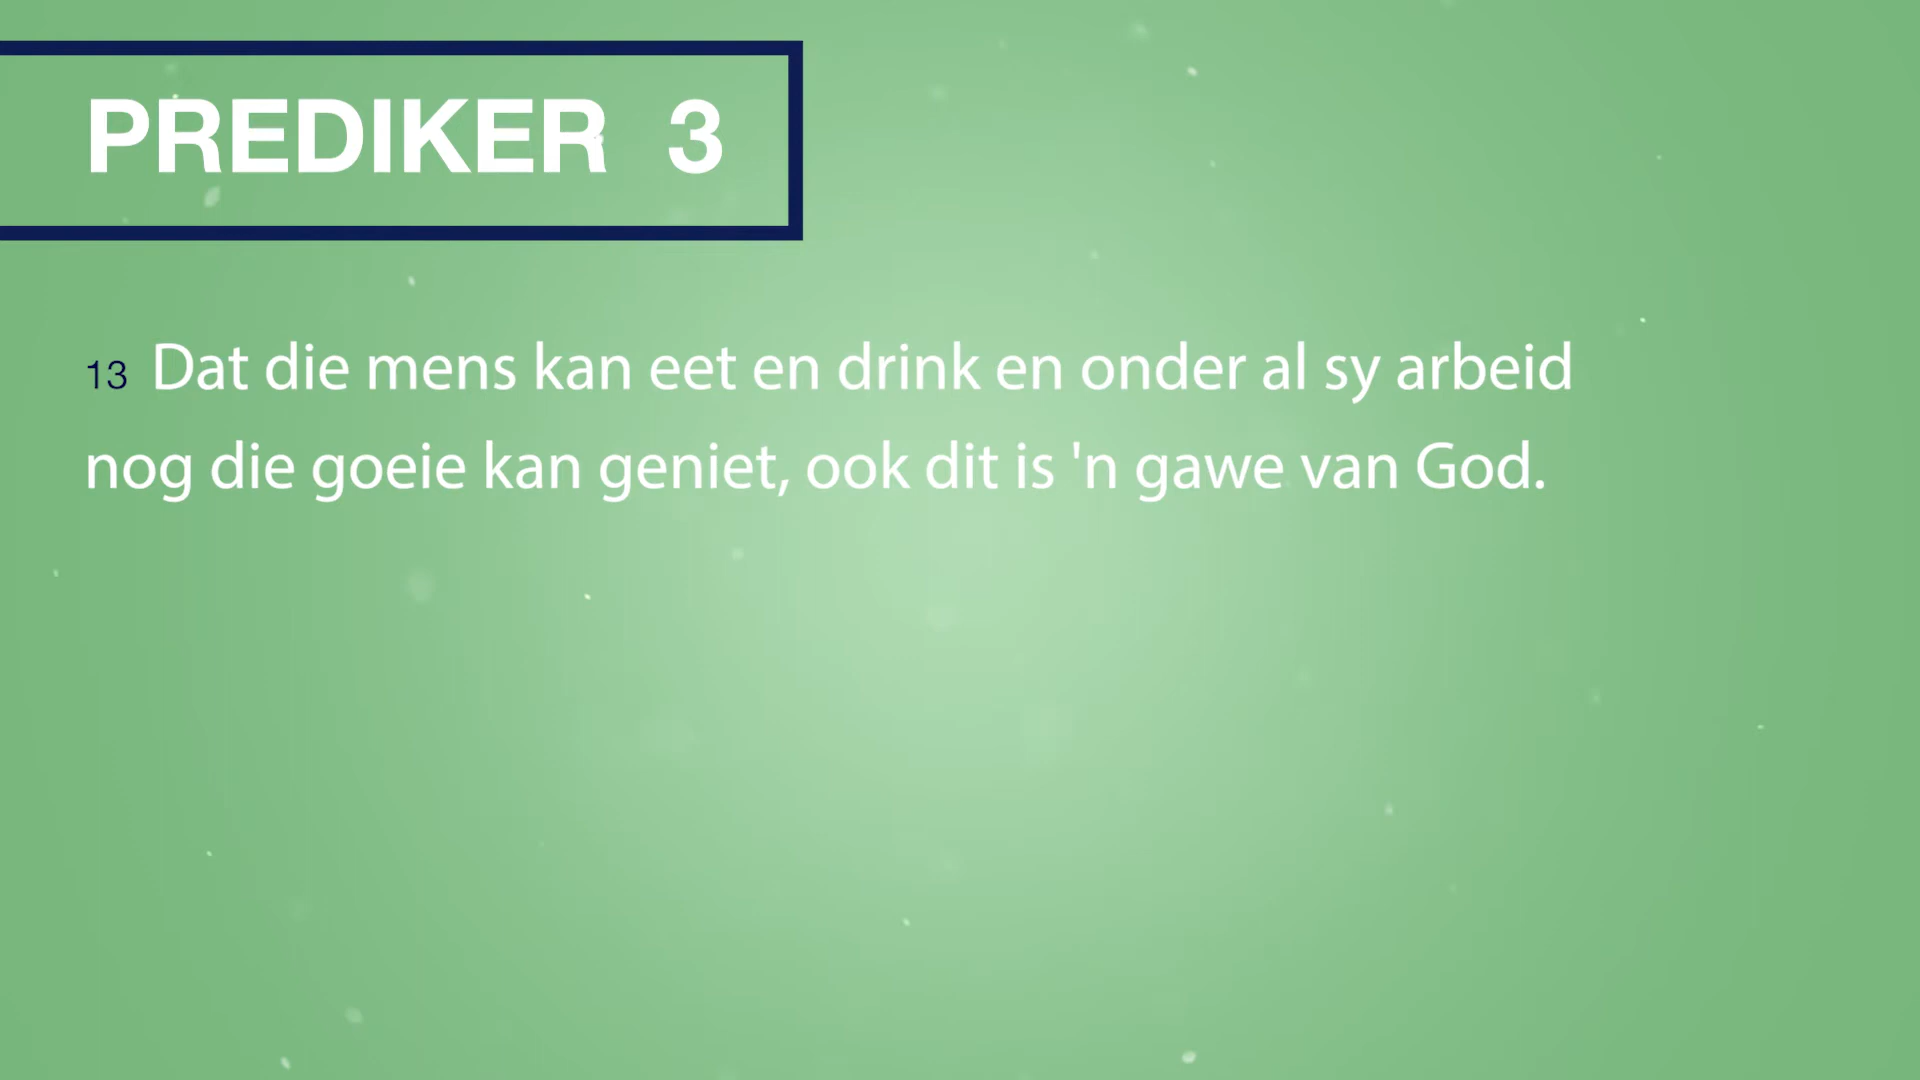 PREDIKER 3
13 Dat die mens kan eet en drink en onder al sy arbeid
nog die goeie kan geniet, ook dit is 'n gawe van God.